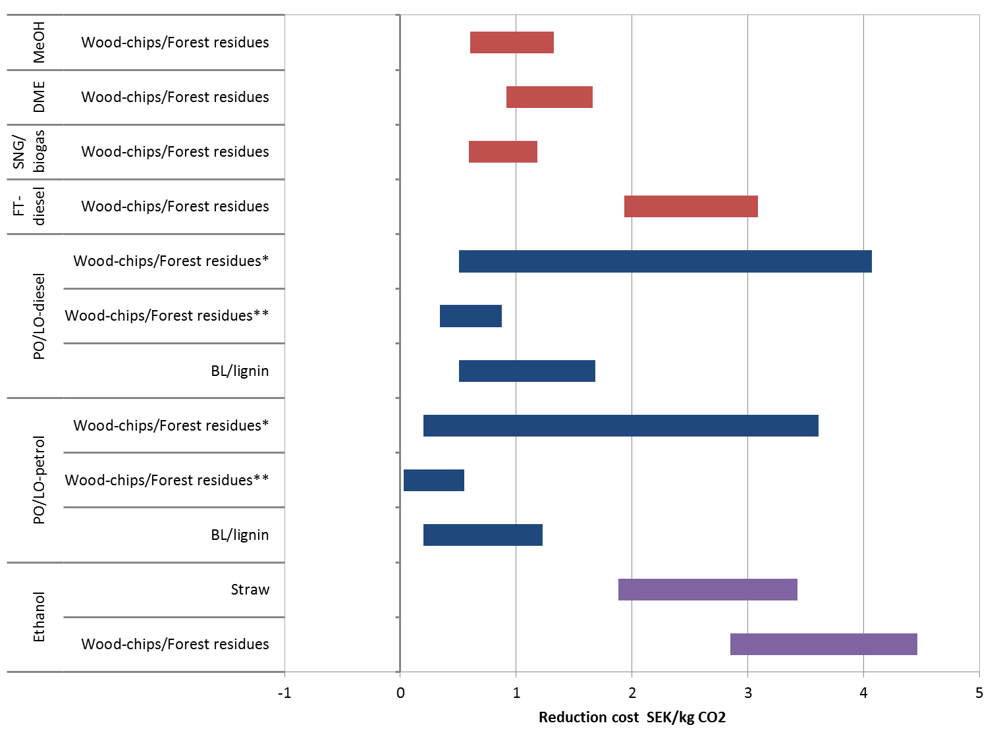 MeOH
Wood-chips/Forest residues
DME
Wood-chips/Forest residues
SNG/
biogas
Wood-chips/Forest residues
FT-
diesel
Wood-chips/Forest residues
PO/LO-diesel
Wood-chips/Forest residues*
Wood-chips/Forest residues**
BL/lignin
PO/LO-petrol
Wood-chips/Forest residues*
Wood-chips/Forest residues**
BL/lignin
Ethanol
Straw
Wood-chips/Forest residues
-1 0 1 2 3 4 5
Reduction cost SEK/kg CO2